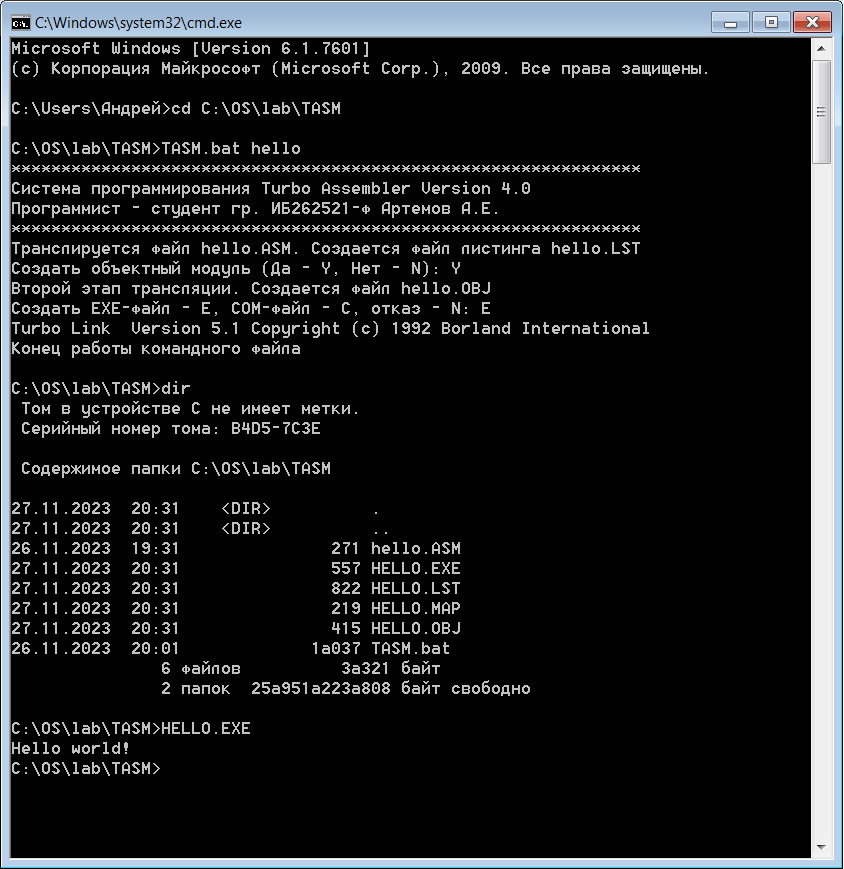 C:\Windows\system32\cmd.exe
Microsoft Windows [Version 6.1.7601]
(c) Корпорация Майкрософт (Microsoft Corp.), 2009. Все права защищены.
C:\Users\Андрей>cd C:\OS\lab\TASM
C:\OS\lab\TASM>TASM.bat hello
***************************************************************
Система программирования Turbo Assembler Version 4.0
Программист - студент гр. ИБ262521-ф Артемов А.Е.
***************************************************************
Транслируется файл hello.ASM. Создается файл листинга hello.LST
Создать объектный модуль (Да - Y, Нет - N): Y
Второй этап трансляции. Создается файл hello.OBJ
Создать EXE-файл - E, COM-файл - C, отказ - N: E
Turbo Link  Version 5.1 Copyright (c) 1992 Borland International
Конец работы командного файла
C:\OS\lab\TASM>dir
 Том в устройстве C не имеет метки.
 Серийный номер тома: B4D5-7C3E
 Содержимое папки C:\OS\lab\TASM
27.11.2023  20:31    <DIR>          .
27.11.2023  20:31    <DIR>          ..
26.11.2023  19:31               271 hello.ASM
27.11.2023  20:31               557 HELLO.EXE
27.11.2023  20:31               822 HELLO.LST
27.11.2023  20:31               219 HELLO.MAP
27.11.2023  20:31               415 HELLO.OBJ
26.11.2023  20:01             1а037 TASM.bat
               6 файлов          3а321 байт
               2 папок  25а951а223а808 байт свободно
C:\OS\lab\TASM>HELLO.EXE
Hello world!
C:\OS\lab\TASM>